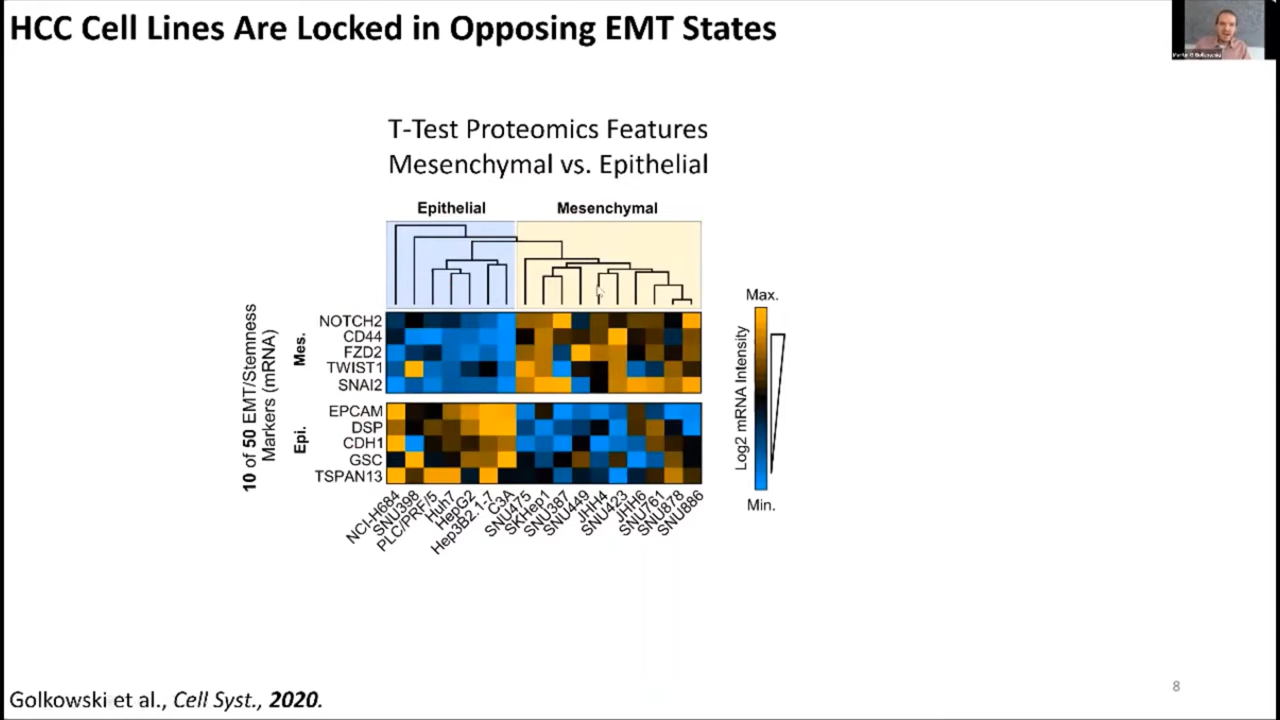 HCC Cell Lines Are Locked in Opposing EMT States
T-Test Proteomics Features
Mesenchymal vs. Epithelial
Epithelial
Mesenchymal
10 of 50 EMT/Stemness
Markers (mRNA)
Mes.
NOTCH2
CD44
FZD2
TWIST1
SNAI2
Epi.
EPCAM
DSP
CDH1
GSC
TSPAN13
NCI-H684
SNU398
PLC/PRF/5
Huh7
HepG2
Hep3B2.1-7
C3A
SNU475
SKHep1
SNU387
SNU449
JHH4
SNU423
JHH6
SNU761
SNU878
SNU886
Max.
Log2 mRNA Intensity
Min.
Golkowski et al., Cell Syst., 2020.
8